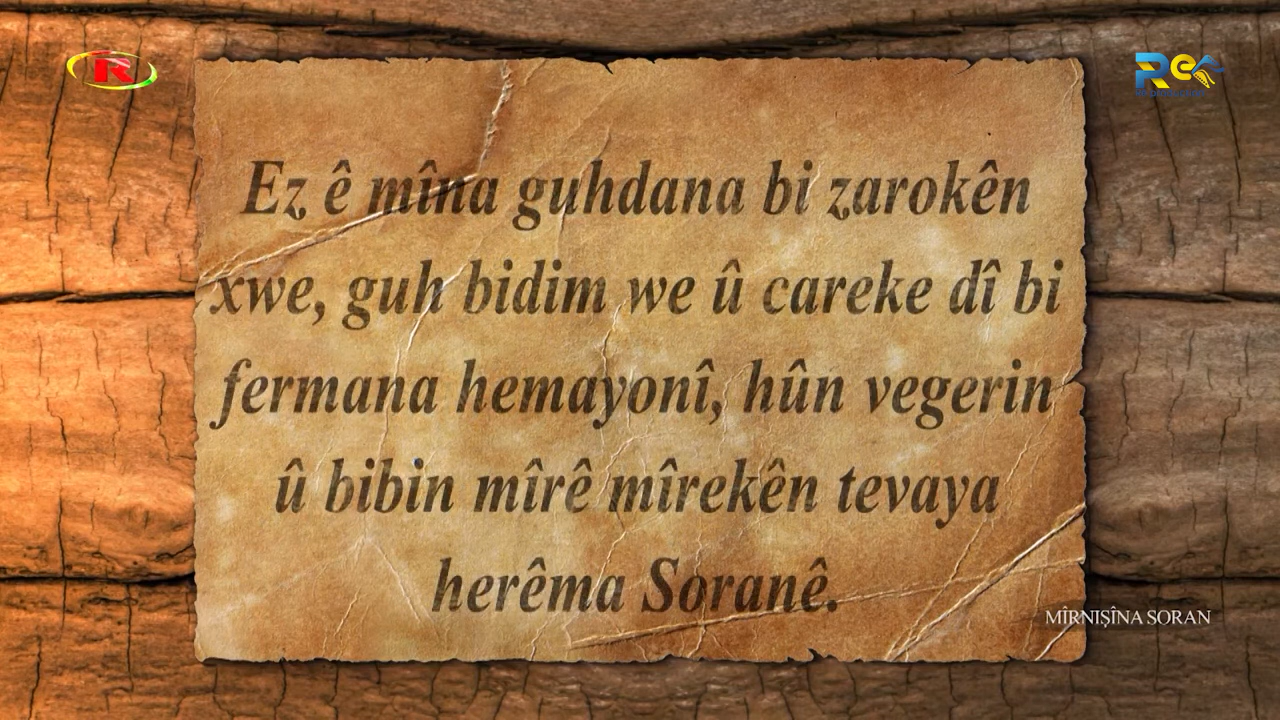 R
Re
Ez ê mîna guhdana bi zarokên
xwe, guh bidim we û careke dî bi
fermana hemayonî, hûn vegerin
û bibin mîrê mîrekên tevaya
herêma Soranê.
MÎRNIŞÎNA SORAN